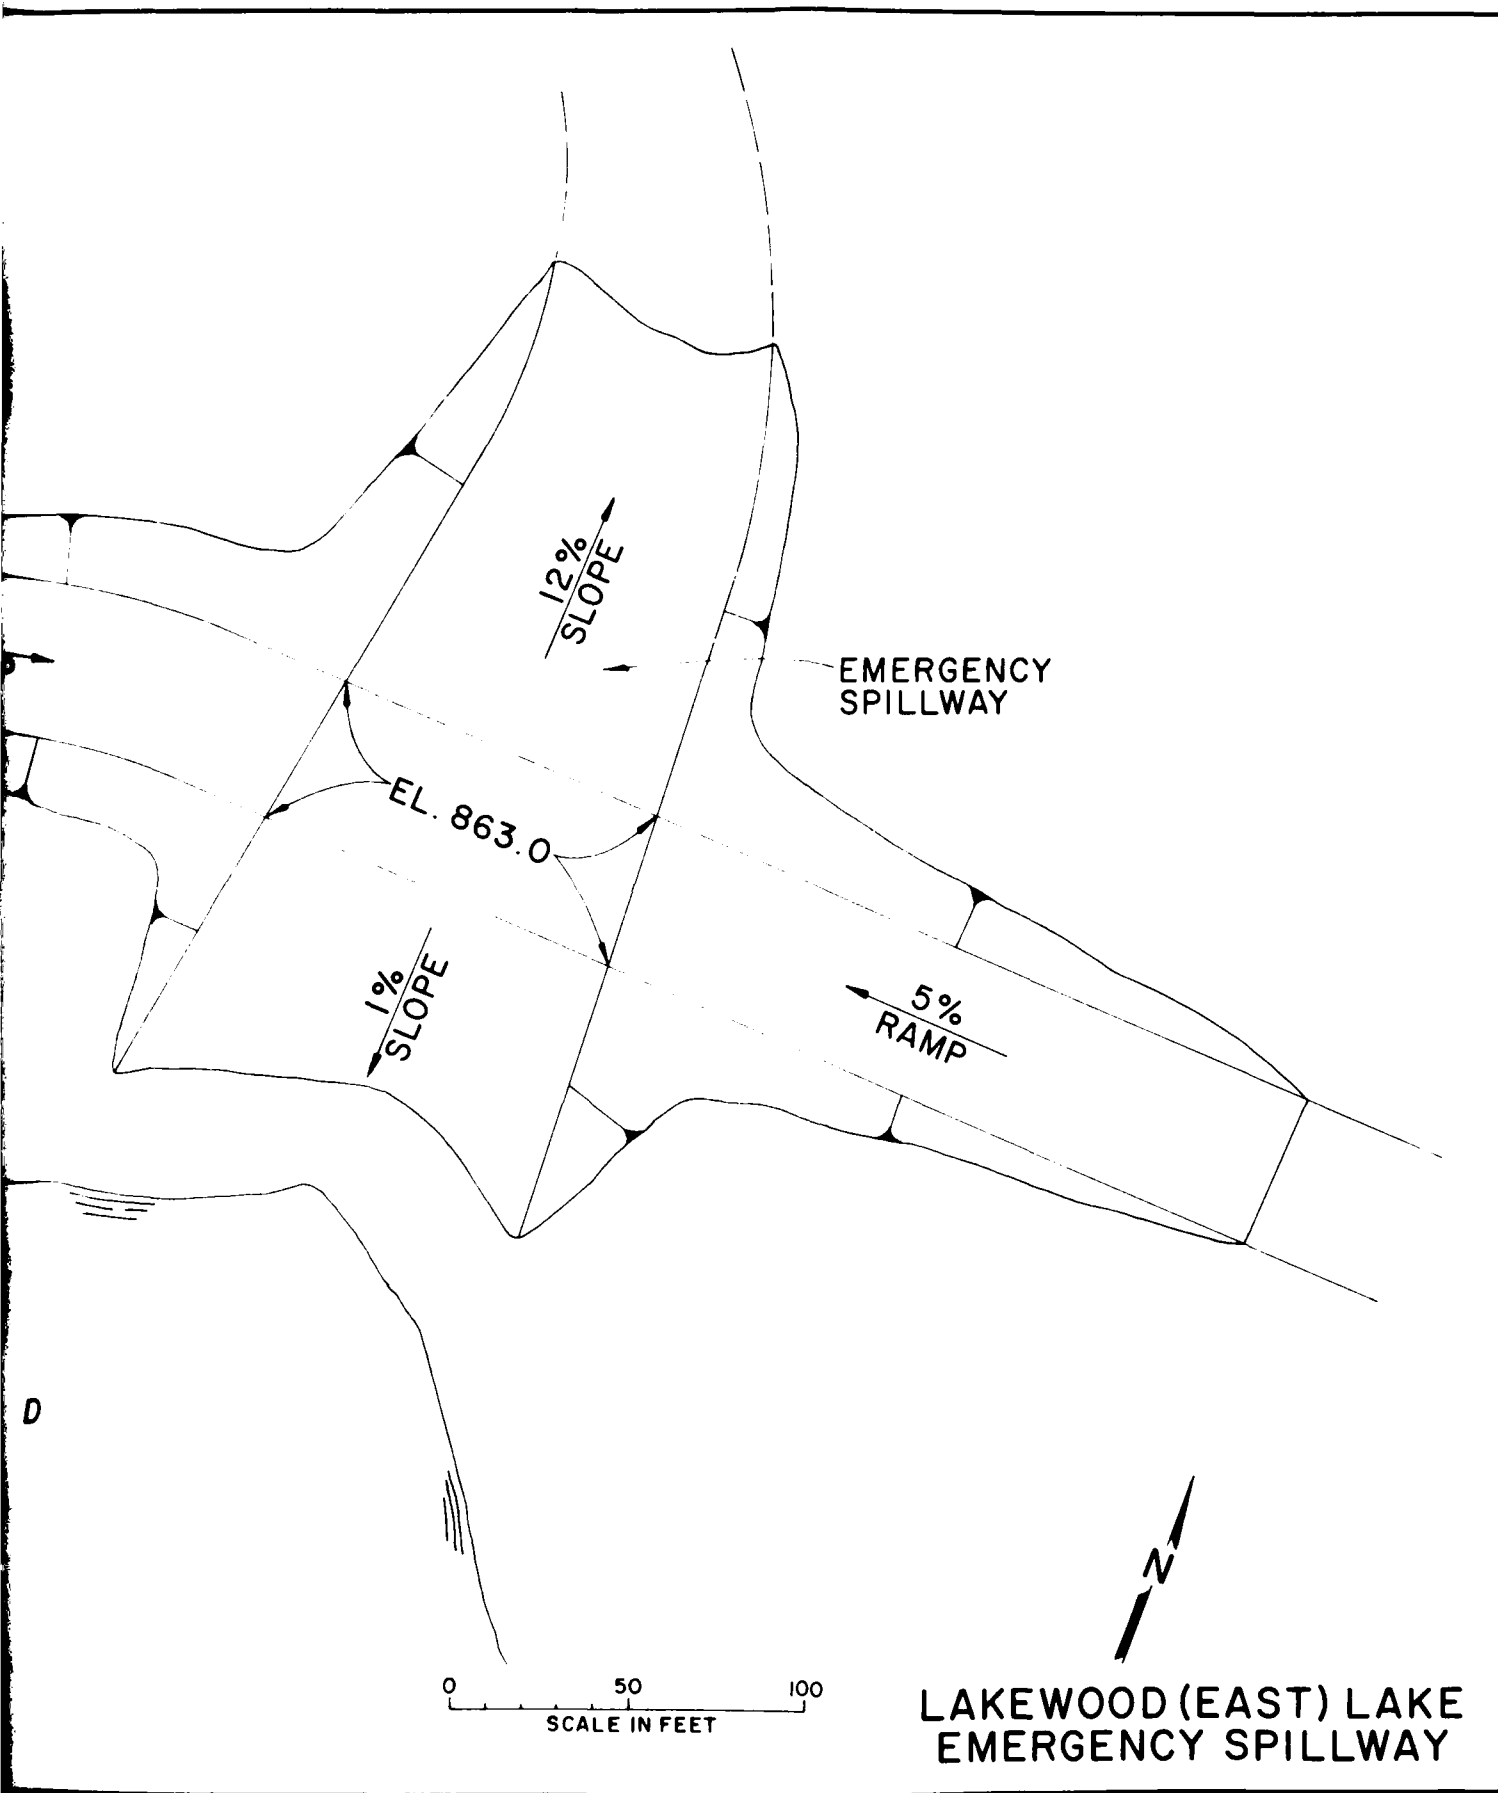 12%
SLOPE
EMERGENCY
SPILLWAY
EL. 863.0
1%
SLOPE
5%
RAMP
D
N
0 50 100
SCALE IN FEET
LAKEWOOD (EAST) LAKE
EMERGENCY SPILLWAY